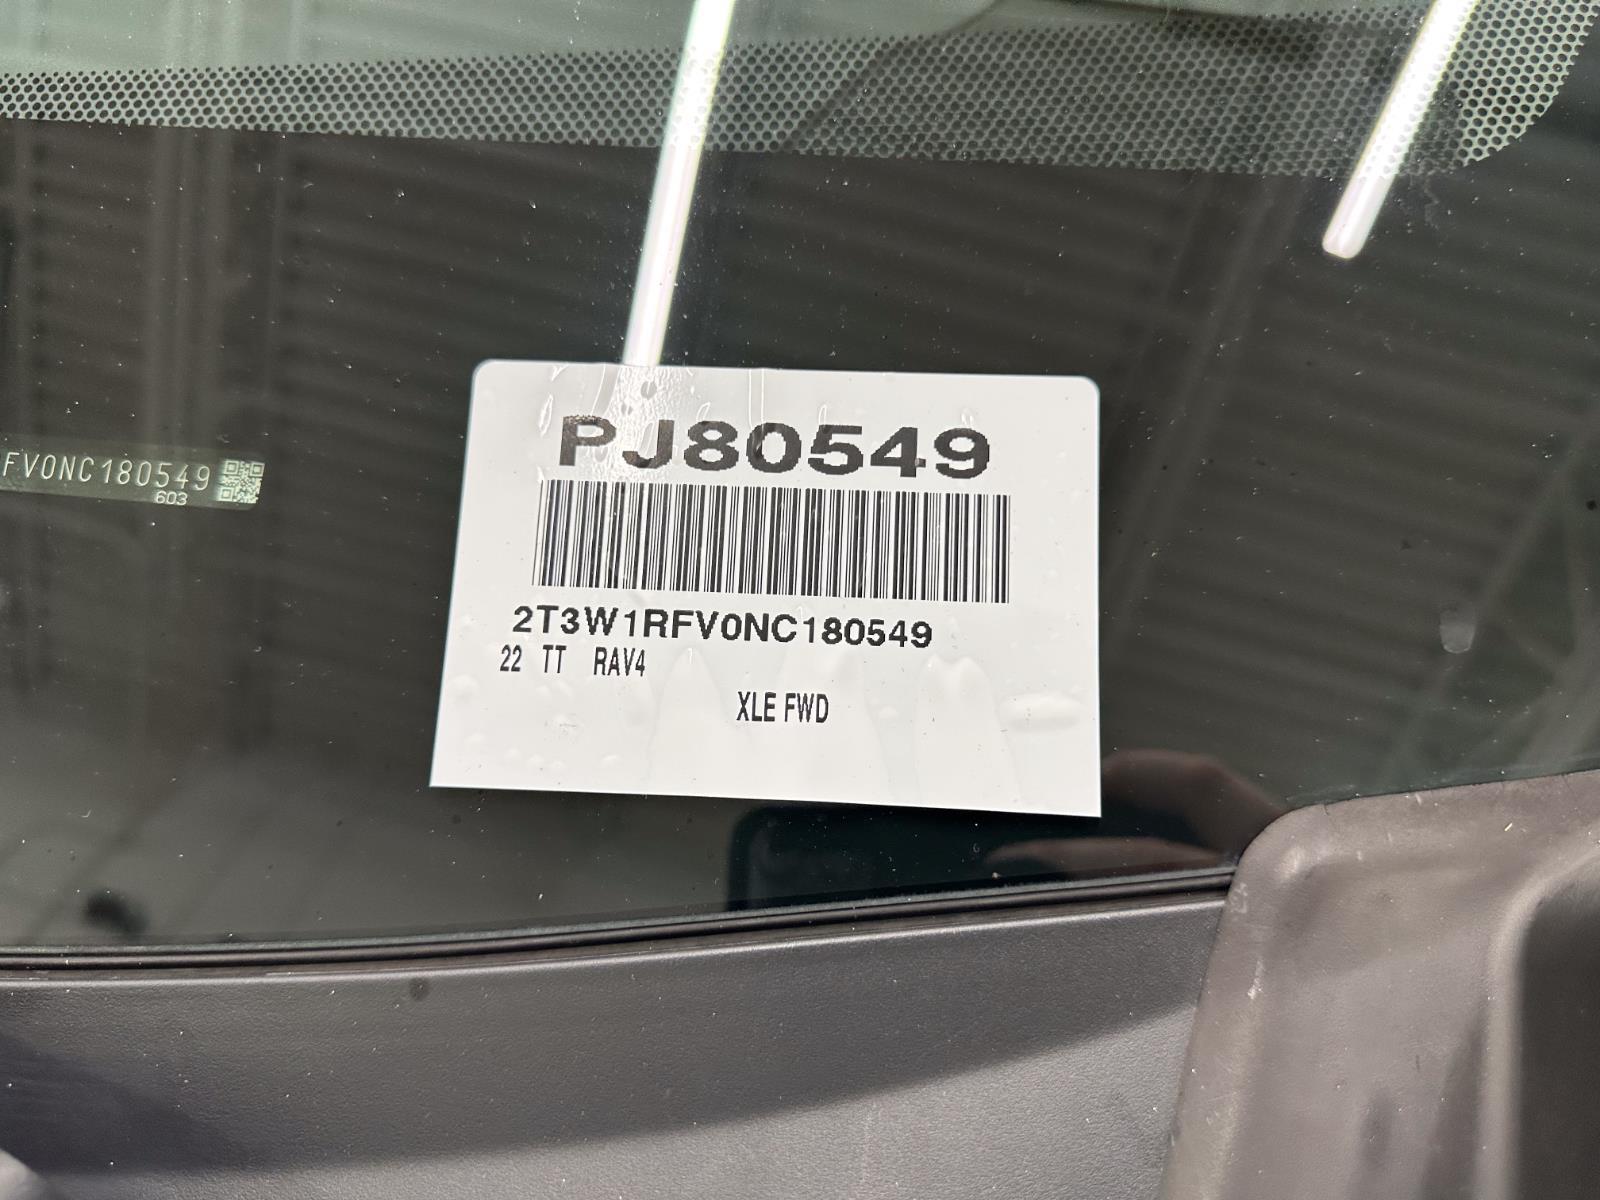 PJ80549
FV0NC180549
603
2T3W1RFV0NC180549
22 TT RAV4
XLE FWD